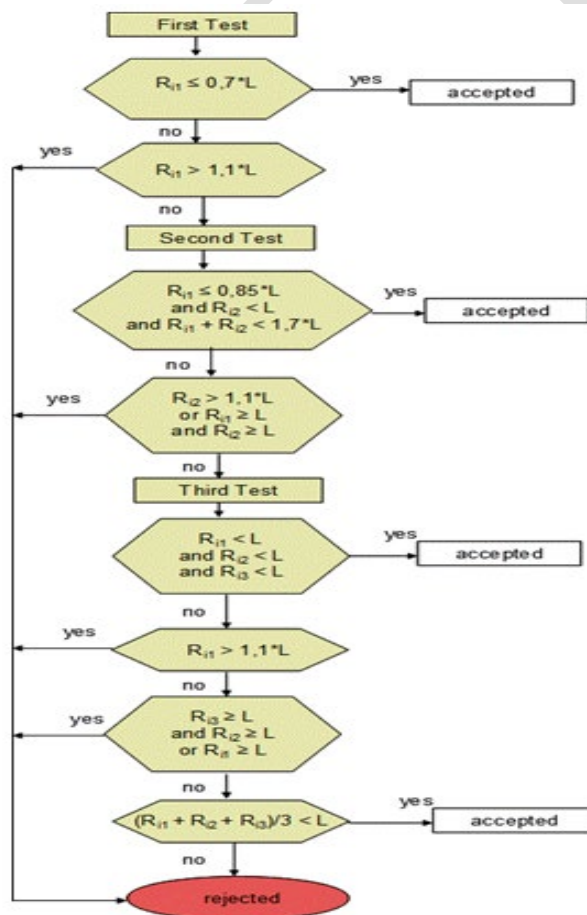 First Test
Ri1 ≤ 0,7*L
yes
accepted
no
yes
Ri1 > 1,1*L
no
Second Test
Ri1 ≤ 0,85*L
and Ri2 < L
and Ri1 + Ri2 < 1,7*L
yes
accepted
no
yes
Ri2 > 1,1*L
or Ri1 ≥ L
and Ri2 ≥ L
no
Third Test
Ri1 < L
and Ri2 < L
and Ri3 < L
yes
accepted
no
yes
Ri1 > 1,1*L
no
yes
Ri3 ≥ L
and Ri2 ≥ L
or Ri1 ≥ L
no
(Ri1 + Ri2 + Ri3)/3 < L
yes
accepted
no
rejected